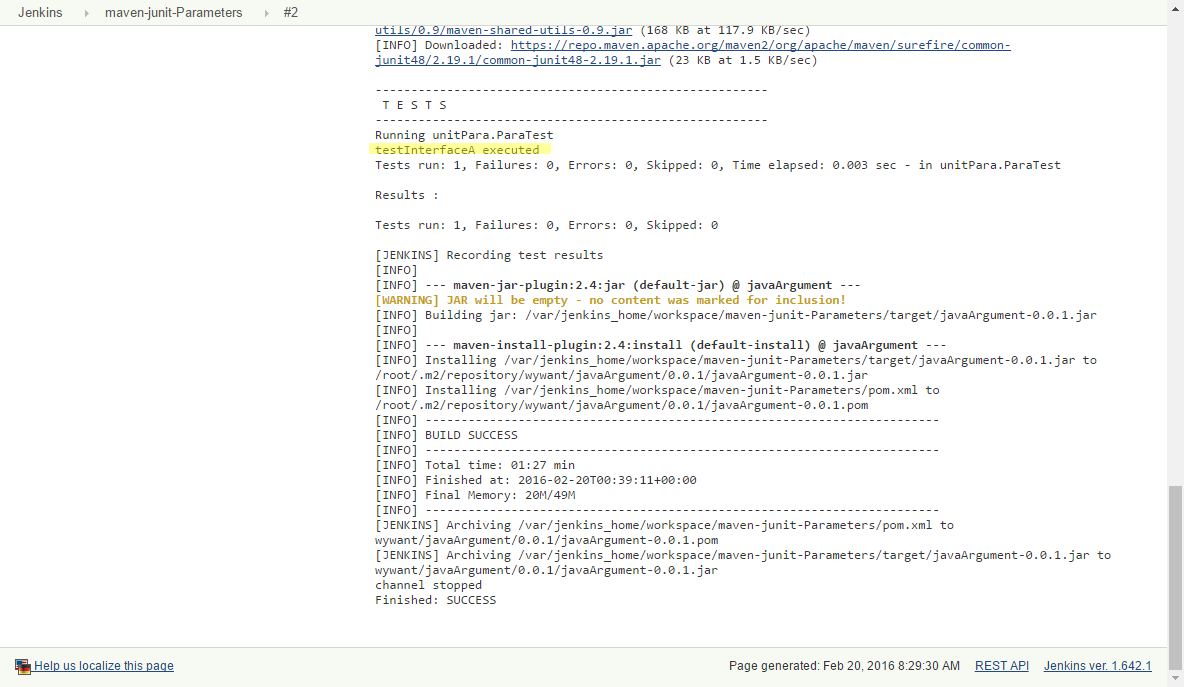 Jenkins maven-junit-Parameters #2
utils/0.9/maven-shared-utils-0.9.jar (168 KB at 117.9 KB/sec)
[INFO] Downloaded: https://repo.maven.apache.org/maven2/org/apache/maven/surefire/common-
junit48/2.19.1/common-junit48-2.19.1.jar (23 KB at 1.5 KB/sec)
-------------------------------------------------------
 T E S T S
-------------------------------------------------------
Running unitPara.ParaTest
testInterfaceA executed
Tests run: 1, Failures: 0, Errors: 0, Skipped: 0, Time elapsed: 0.003 sec - in unitPara.ParaTest
Results :
Tests run: 1, Failures: 0, Errors: 0, Skipped: 0
[JENKINS] Recording test results
[INFO]
[INFO] --- maven-jar-plugin:2.4:jar (default-jar) @ javaArgument ---
[WARNING] JAR will be empty - no content was marked for inclusion!
[INFO] Building jar: /var/jenkins_home/workspace/maven-junit-Parameters/target/javaArgument-0.0.1.jar
[INFO]
[INFO] --- maven-install-plugin:2.4:install (default-install) @ javaArgument ---
[INFO] Installing /var/jenkins_home/workspace/maven-junit-Parameters/target/javaArgument-0.0.1.jar to
/root/.m2/repository/wywant/javaArgument/0.0.1/javaArgument-0.0.1.jar
[INFO] Installing /var/jenkins_home/workspace/maven-junit-Parameters/pom.xml to
/root/.m2/repository/wywant/javaArgument/0.0.1/javaArgument-0.0.1.pom
[INFO] ------------------------------------------------------------------------
[INFO] BUILD SUCCESS
[INFO] ------------------------------------------------------------------------
[INFO] Total time: 01:27 min
[INFO] Finished at: 2016-02-20T00:39:11+00:00
[INFO] Final Memory: 20M/49M
[INFO] ------------------------------------------------------------------------
[JENKINS] Archiving /var/jenkins_home/workspace/maven-junit-Parameters/pom.xml to
wywant/javaArgument/0.0.1/javaArgument-0.0.1.pom
[JENKINS] Archiving /var/jenkins_home/workspace/maven-junit-Parameters/target/javaArgument-0.0.1.jar to
wywant/javaArgument/0.0.1/javaArgument-0.0.1.jar
channel stopped
Finished: SUCCESS
Help us localize this page Page generated: Feb 20, 2016 8:29:30 AM REST API Jenkins ver. 1.642.1